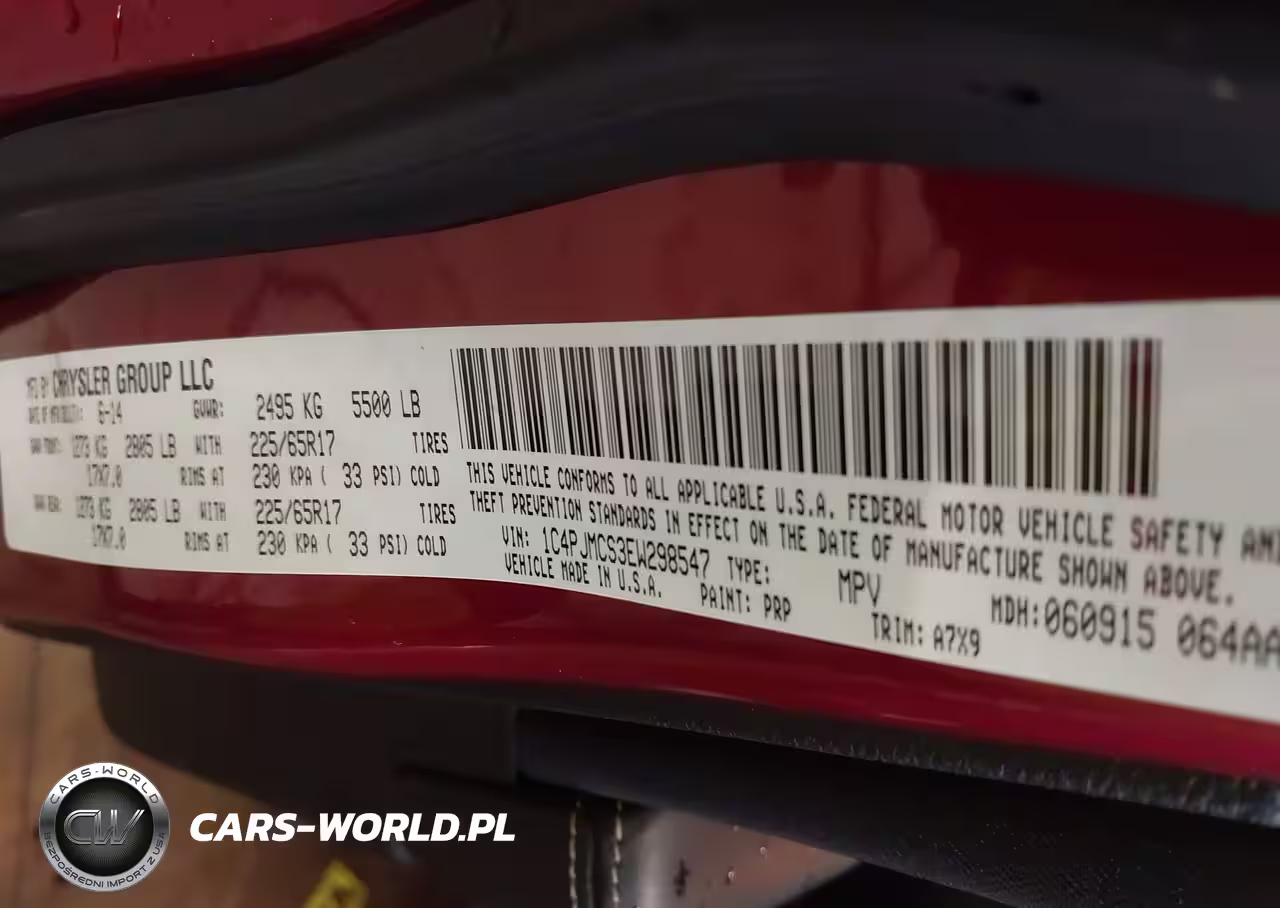 MFD BY CHRYSLER GROUP LLC
DATE OF MFR: 6-14 GVWR: 2495 KG 5500 LB
GAWR FRONT: 1273 KG 2805 LB WITH 225/65R17 TIRES
17X7.0 RIMS AT 230 KPA ( 33 PSI) COLD
GAWR REAR: 1273 KG 2805 LB WITH 225/65R17 TIRES
17X7.0 RIMS AT 230 KPA ( 33 PSI) COLD
THIS VEHICLE CONFORMS TO ALL APPLICABLE U.S.A. FEDERAL MOTOR VEHICLE SAFETY AND
THEFT PREVENTION STANDARDS IN EFFECT ON THE DATE OF MANUFACTURE SHOWN ABOVE.
VIN: 1C4PJMCS3EW298547 TYPE: MPV MDH:060915 064AA
VEHICLE MADE IN U.S.A. PAINT: PRP TRIM: A7X9
CARS-WORLD
CW
BEZPOŚREDNI IMPORT Z USA
CARS-WORLD.PL